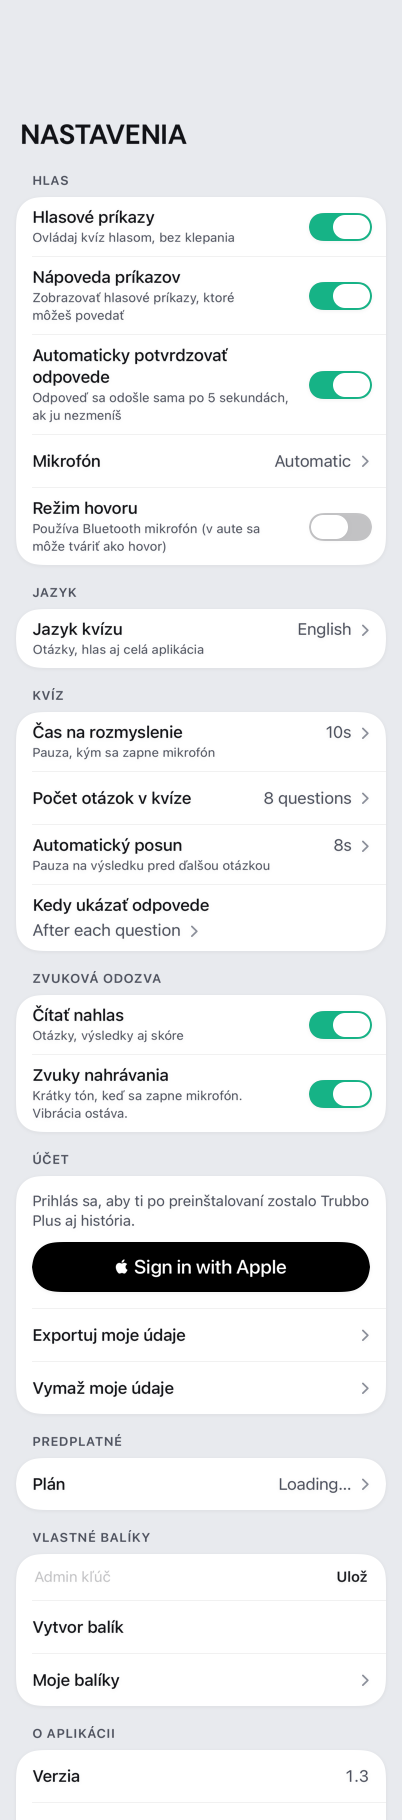 NASTAVENIA
HLAS
Hlasové príkazy
Ovládaj kvíz hlasom, bez klepania
Nápoveda príkazov
Zobrazovať hlasové príkazy, ktoré
môžeš povedať
Automaticky potvrdzovať
odpovede
Odpoveď sa odošle sama po 5 sekundách,
ak ju nezmeníš
Mikrofón Automatic
Režim hovoru
Používa Bluetooth mikrofón (v aute sa
môže tváriť ako hovor)
JAZYK
Jazyk kvízu English
Otázky, hlas aj celá aplikácia
KVÍZ
Čas na rozmyslenie 10s
Pauza, kým sa zapne mikrofón
Počet otázok v kvíze 8 questions
Automatický posun 8s
Pauza na výsledku pred ďalšou otázkou
Kedy ukázať odpovede
After each question
ZVUKOVÁ ODOZVA
Čítať nahlas
Otázky, výsledky aj skóre
Zvuky nahrávania
Krátky tón, keď sa zapne mikrofón.
Vibrácia ostáva.
ÚČET
Prihlás sa, aby ti po preinštalovaní zostalo Trubbo
Plus aj história.
Sign in with Apple
Exportuj moje údaje
Vymaž moje údaje
PREDPLATNÉ
Plán Loading...
VLASTNÉ BALÍKY
Admin kľúč Ulož
Vytvor balík
Moje balíky
O APLIKÁCII
Verzia 1.3